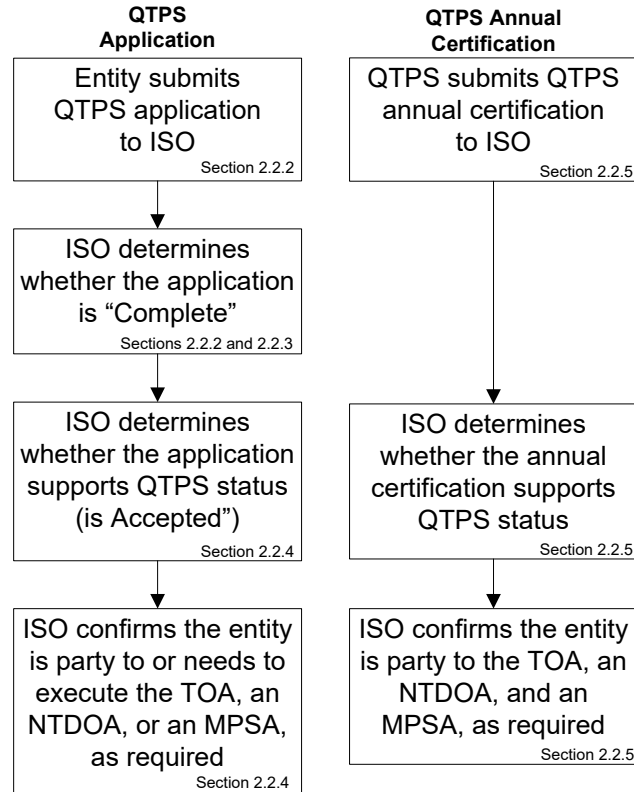 QTPS
Application
Entity submits
QTPS application
to ISO
Section 2.2.2
ISO determines
whether the application
is “Complete”
Sections 2.2.2 and 2.2.3
ISO determines
whether the application
supports QTPS status
(is Accepted”)
Section 2.2.4
ISO confirms the entity
is party to or needs to
execute the TOA, an
NTDOA, or an MPSA,
as required
Section 2.2.4
QTPS Annual
Certification
QTPS submits QTPS
annual certification
to ISO
Section 2.2.5
ISO determines
whether the annual
certification supports
QTPS status
Section 2.2.5
ISO confirms the entity
is party to the TOA, an
NTDOA, and an
MPSA, as required
Section 2.2.5